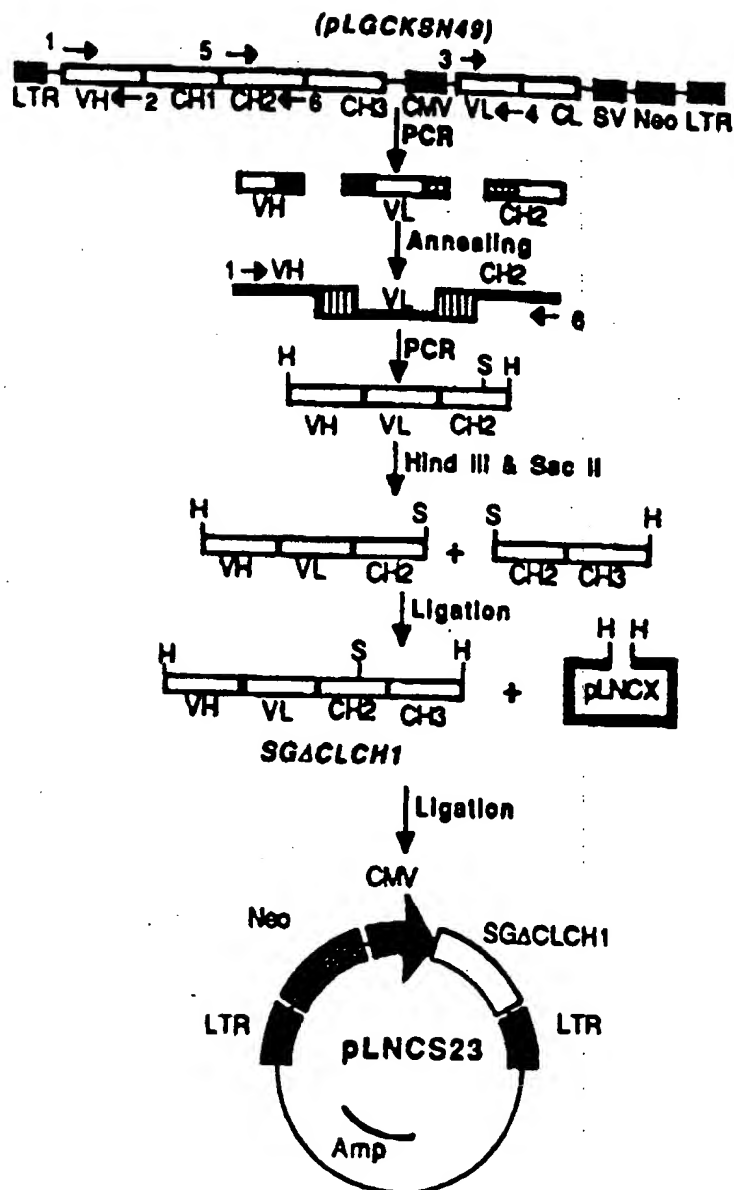 (pLGCKSN49)
1 5 3
LTR VH 2 CH1 CH2 6 CH3 CMV VL 4 CL SV Neo LTR
PCR
VH VL CH2
Annealing
1 VH VL CH2
6
PCR
H S H
VH VL CH2
Hind III & Sac II
H S S H
VH VL CH2 + CH2 CH3
Ligation
H S H H H
VH VL CH2 CH3 + pLNCX
SGΔCLCH1
Ligation
CMV
Neo SGΔCLCH1
LTR LTR
pLNCS23
Amp